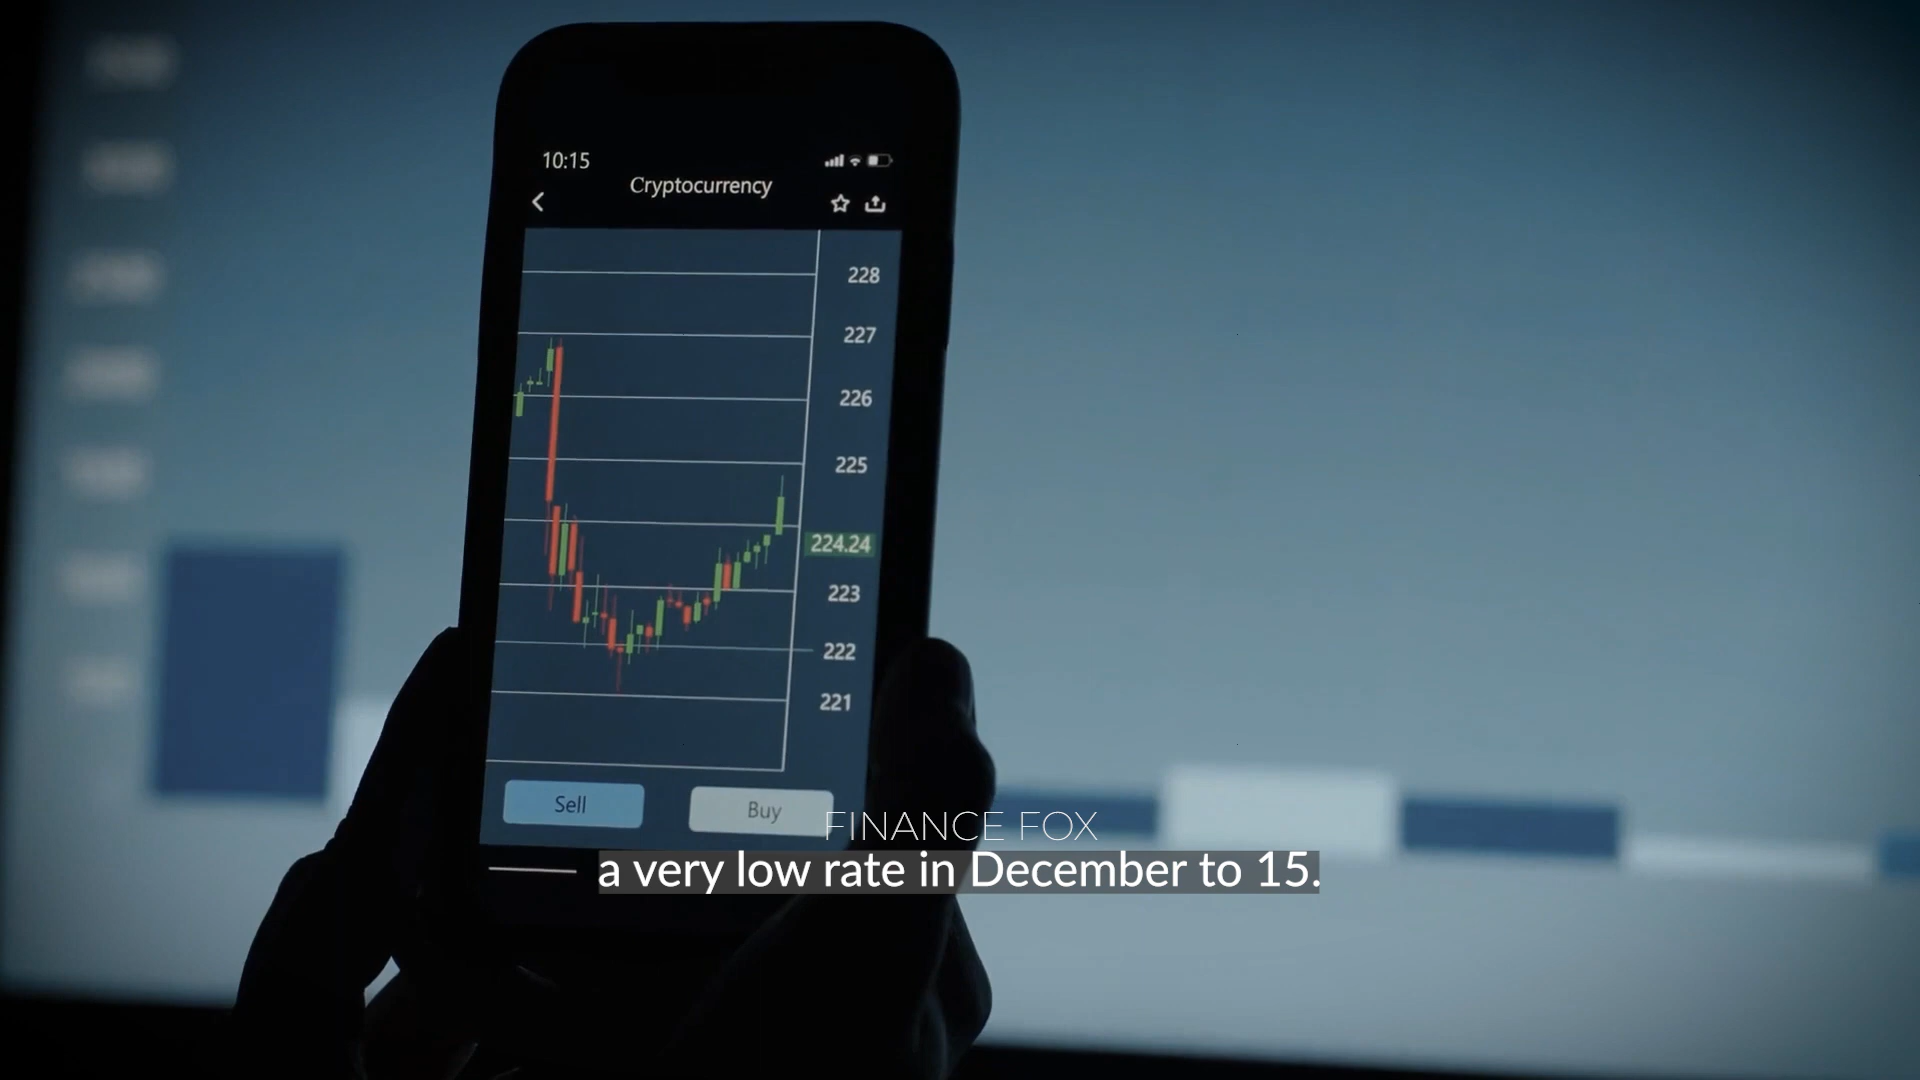 10:15
Cryptocurrency
228
227
226
225
224.24
223
222
221
Sell
Buy
FINANCE FOX
a very low rate in December to 15.